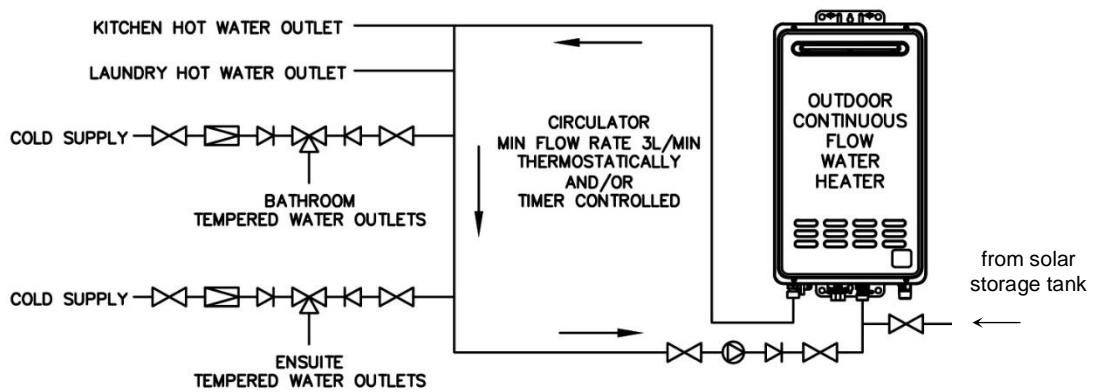 KITCHEN HOT WATER OUTLET
LAUNDRY HOT WATER OUTLET
COLD SUPPLY
BATHROOM
TEMPERED WATER OUTLETS
CIRCULATOR
MIN FLOW RATE 3L/MIN
THERMOSTATICALLY
AND/OR
TIMER CONTROLLED
OUTDOOR
CONTINUOUS
FLOW
WATER
HEATER
from solar
storage tank
COLD SUPPLY
ENSUITE
TEMPERED WATER OUTLETS